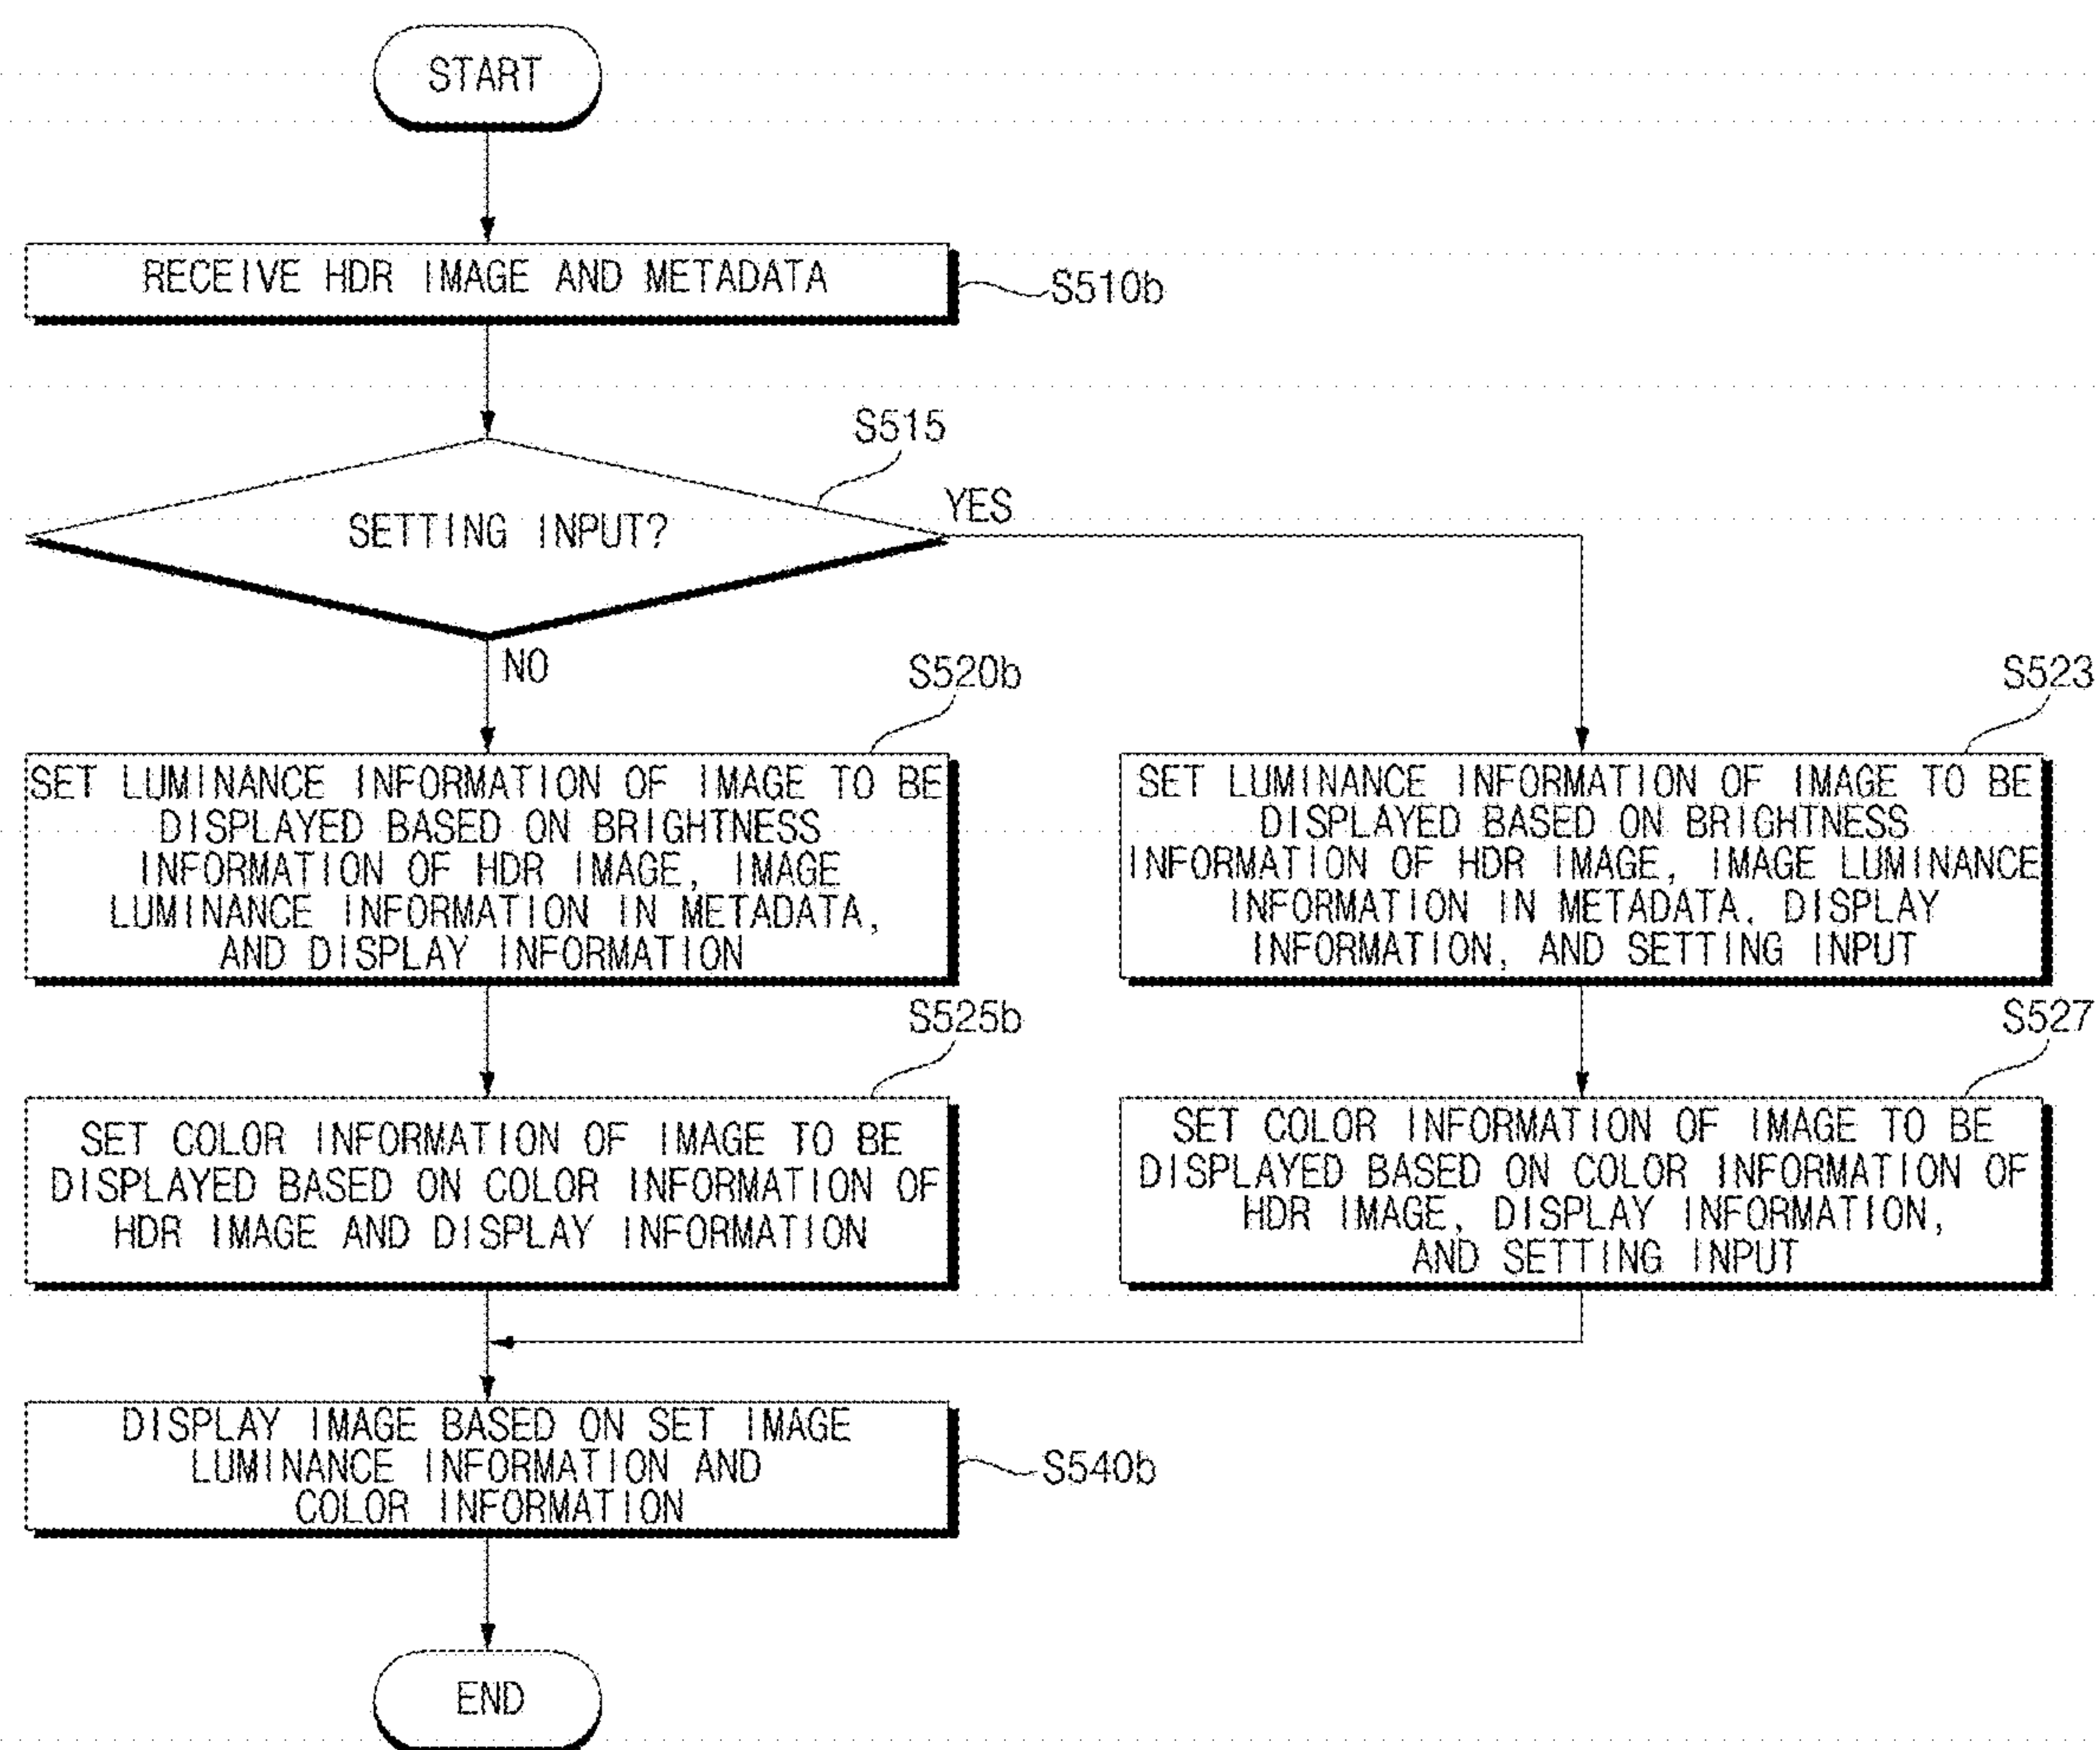 START
RECEIVE HDR IMAGE AND METADATA
S510b
S515
SETTING INPUT?
YES
NO
S520b
SET LUMINANCE INFORMATION OF IMAGE TO BE
DISPLAYED BASED ON BRIGHTNESS
INFORMATION OF HDR IMAGE, IMAGE
LUMINANCE INFORMATION IN METADATA,
AND DISPLAY INFORMATION
S523
SET LUMINANCE INFORMATION OF IMAGE TO BE
DISPLAYED BASED ON BRIGHTNESS
INFORMATION OF HDR IMAGE, IMAGE LUMINANCE
INFORMATION IN METADATA, DISPLAY
INFORMATION, AND SETTING INPUT
S525b
SET COLOR INFORMATION OF IMAGE TO BE
DISPLAYED BASED ON COLOR INFORMATION OF
HDR IMAGE AND DISPLAY INFORMATION
S527
SET COLOR INFORMATION OF IMAGE TO BE
DISPLAYED BASED ON COLOR INFORMATION OF
HDR IMAGE, DISPLAY INFORMATION,
AND SETTING INPUT
DISPLAY IMAGE BASED ON SET IMAGE
LUMINANCE INFORMATION AND
COLOR INFORMATION
S540b
END